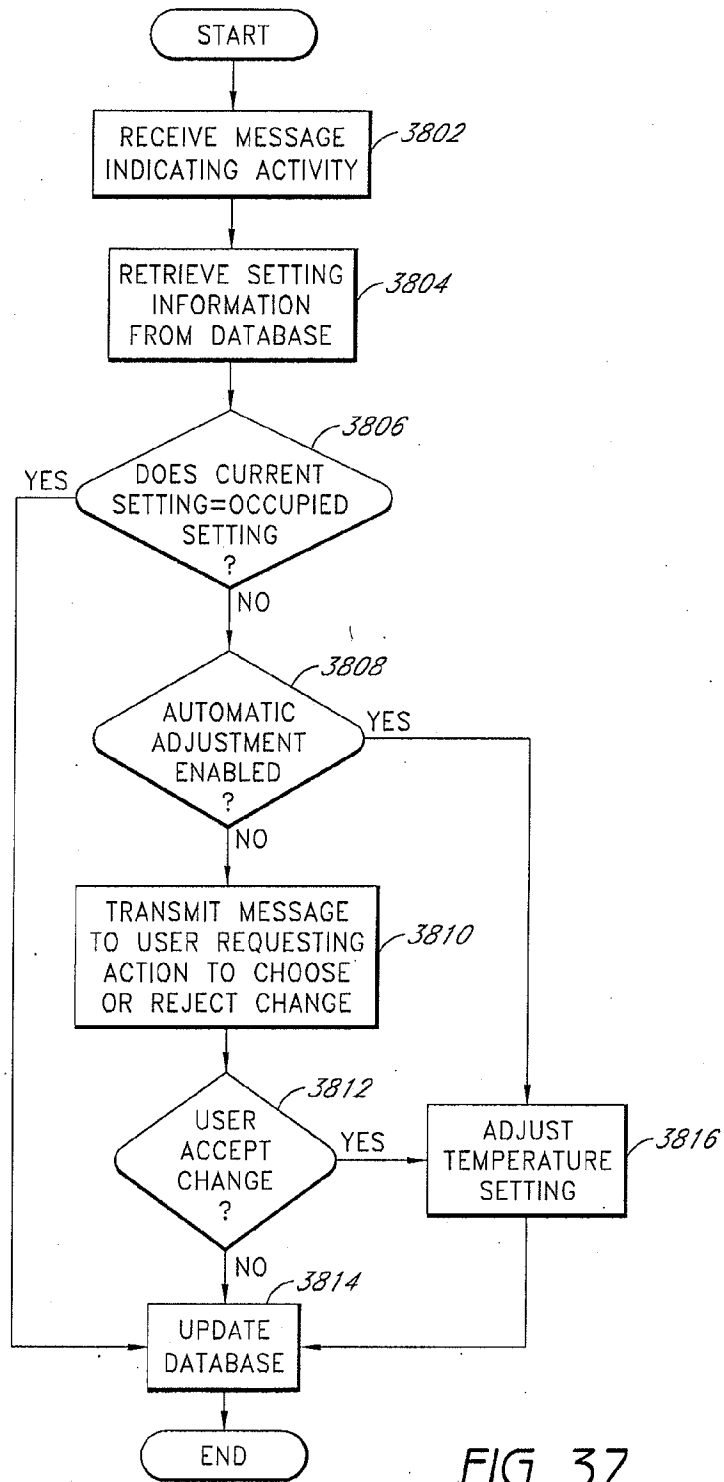 START
RECEIVE MESSAGE
INDICATING ACTIVITY
3802
RETRIEVE SETTING
INFORMATION
FROM DATABASE
3804
3806
DOES CURRENT
SETTING=OCCUPIED
SETTING
?
YES
NO
3808
AUTOMATIC
ADJUSTMENT
ENABLED
?
YES
NO
TRANSMIT MESSAGE
TO USER REQUESTING
ACTION TO CHOOSE
OR REJECT CHANGE
3810
3812
USER
ACCEPT
CHANGE
?
YES
ADJUST
TEMPERATURE
SETTING
3816
NO
3814
UPDATE
DATABASE
END
FIG 37